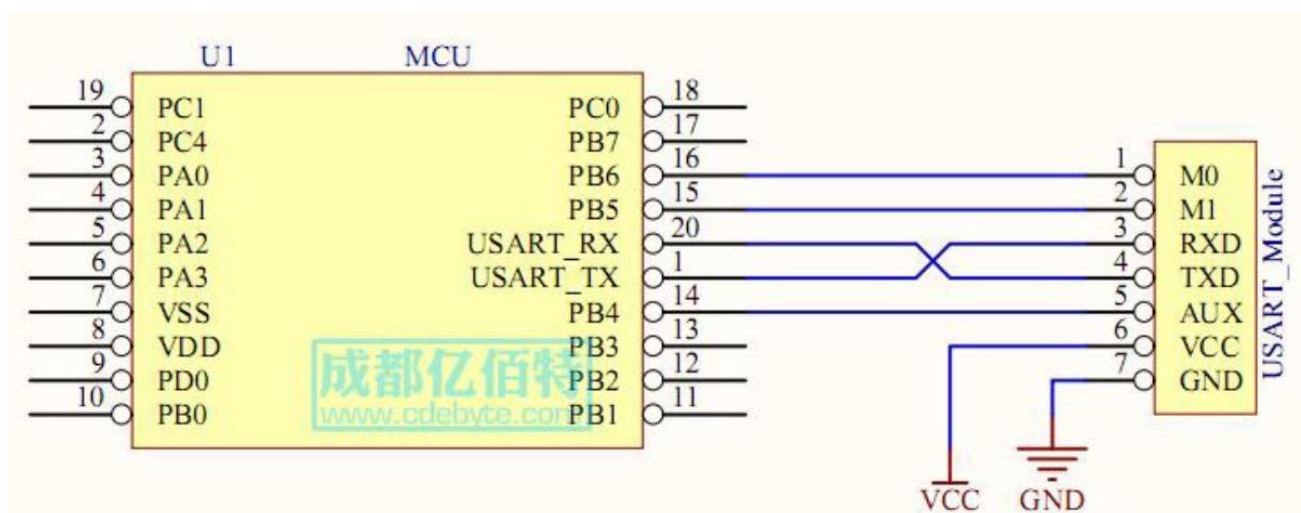 U1 MCU
19 PC1 PC0 18
2 PC4 PB7 17
3 PA0 PB6 16 1 M0
4 PA1 PB5 15 2 M1
5 PA2 USART_RX 20 3 RXD
6 PA3 USART_TX 1 4 TXD
7 VSS PB4 14 5 AUX
8 VDD PB3 13 6 VCC
9 PD0 PB2 12 7 GND
10 PB0 PB1 11
USART_Module
成都亿佰特
www.cdebyte.com
VCC GND